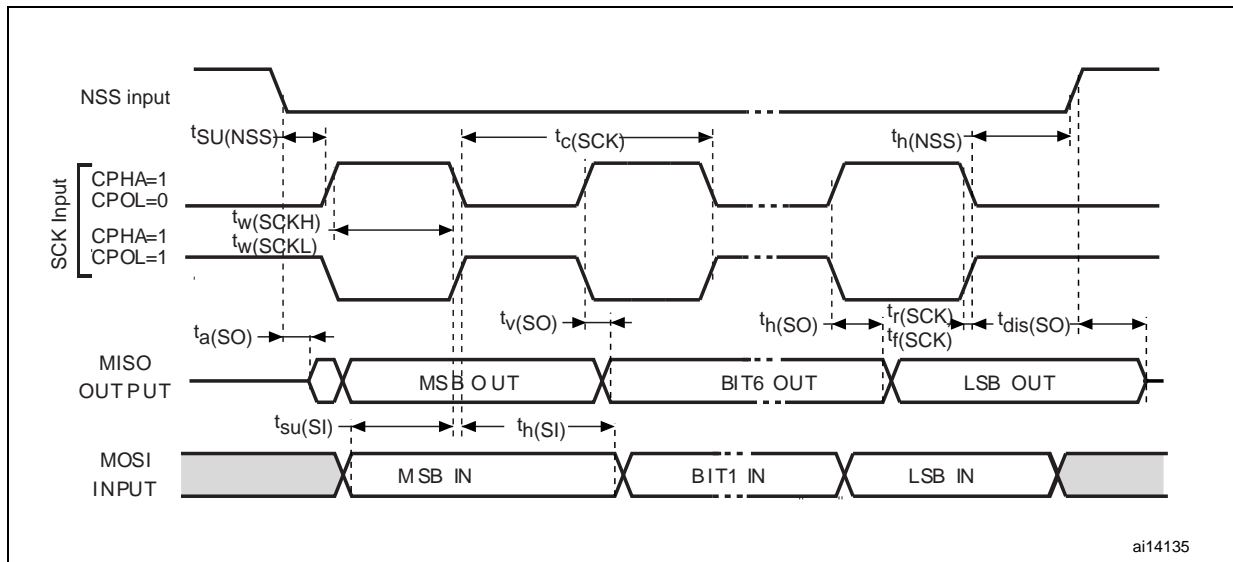 NSS input
tSU(NSS)
tc(SCK)
th(NSS)
SCK Input
CPHA=1
CPOL=0
tw(SCKH)
tw(SCKL)
CPHA=1
CPOL=1
ta(SO)
tv(SO)
th(SO)
tr(SCK)
tf(SCK)
tdis(SO)
MISO
OUTPUT
MSB OUT
BIT6 OUT
LSB OUT
tsu(SI)
th(SI)
MOSI
INPUT
MSB IN
BIT1 IN
LSB IN
ai14135